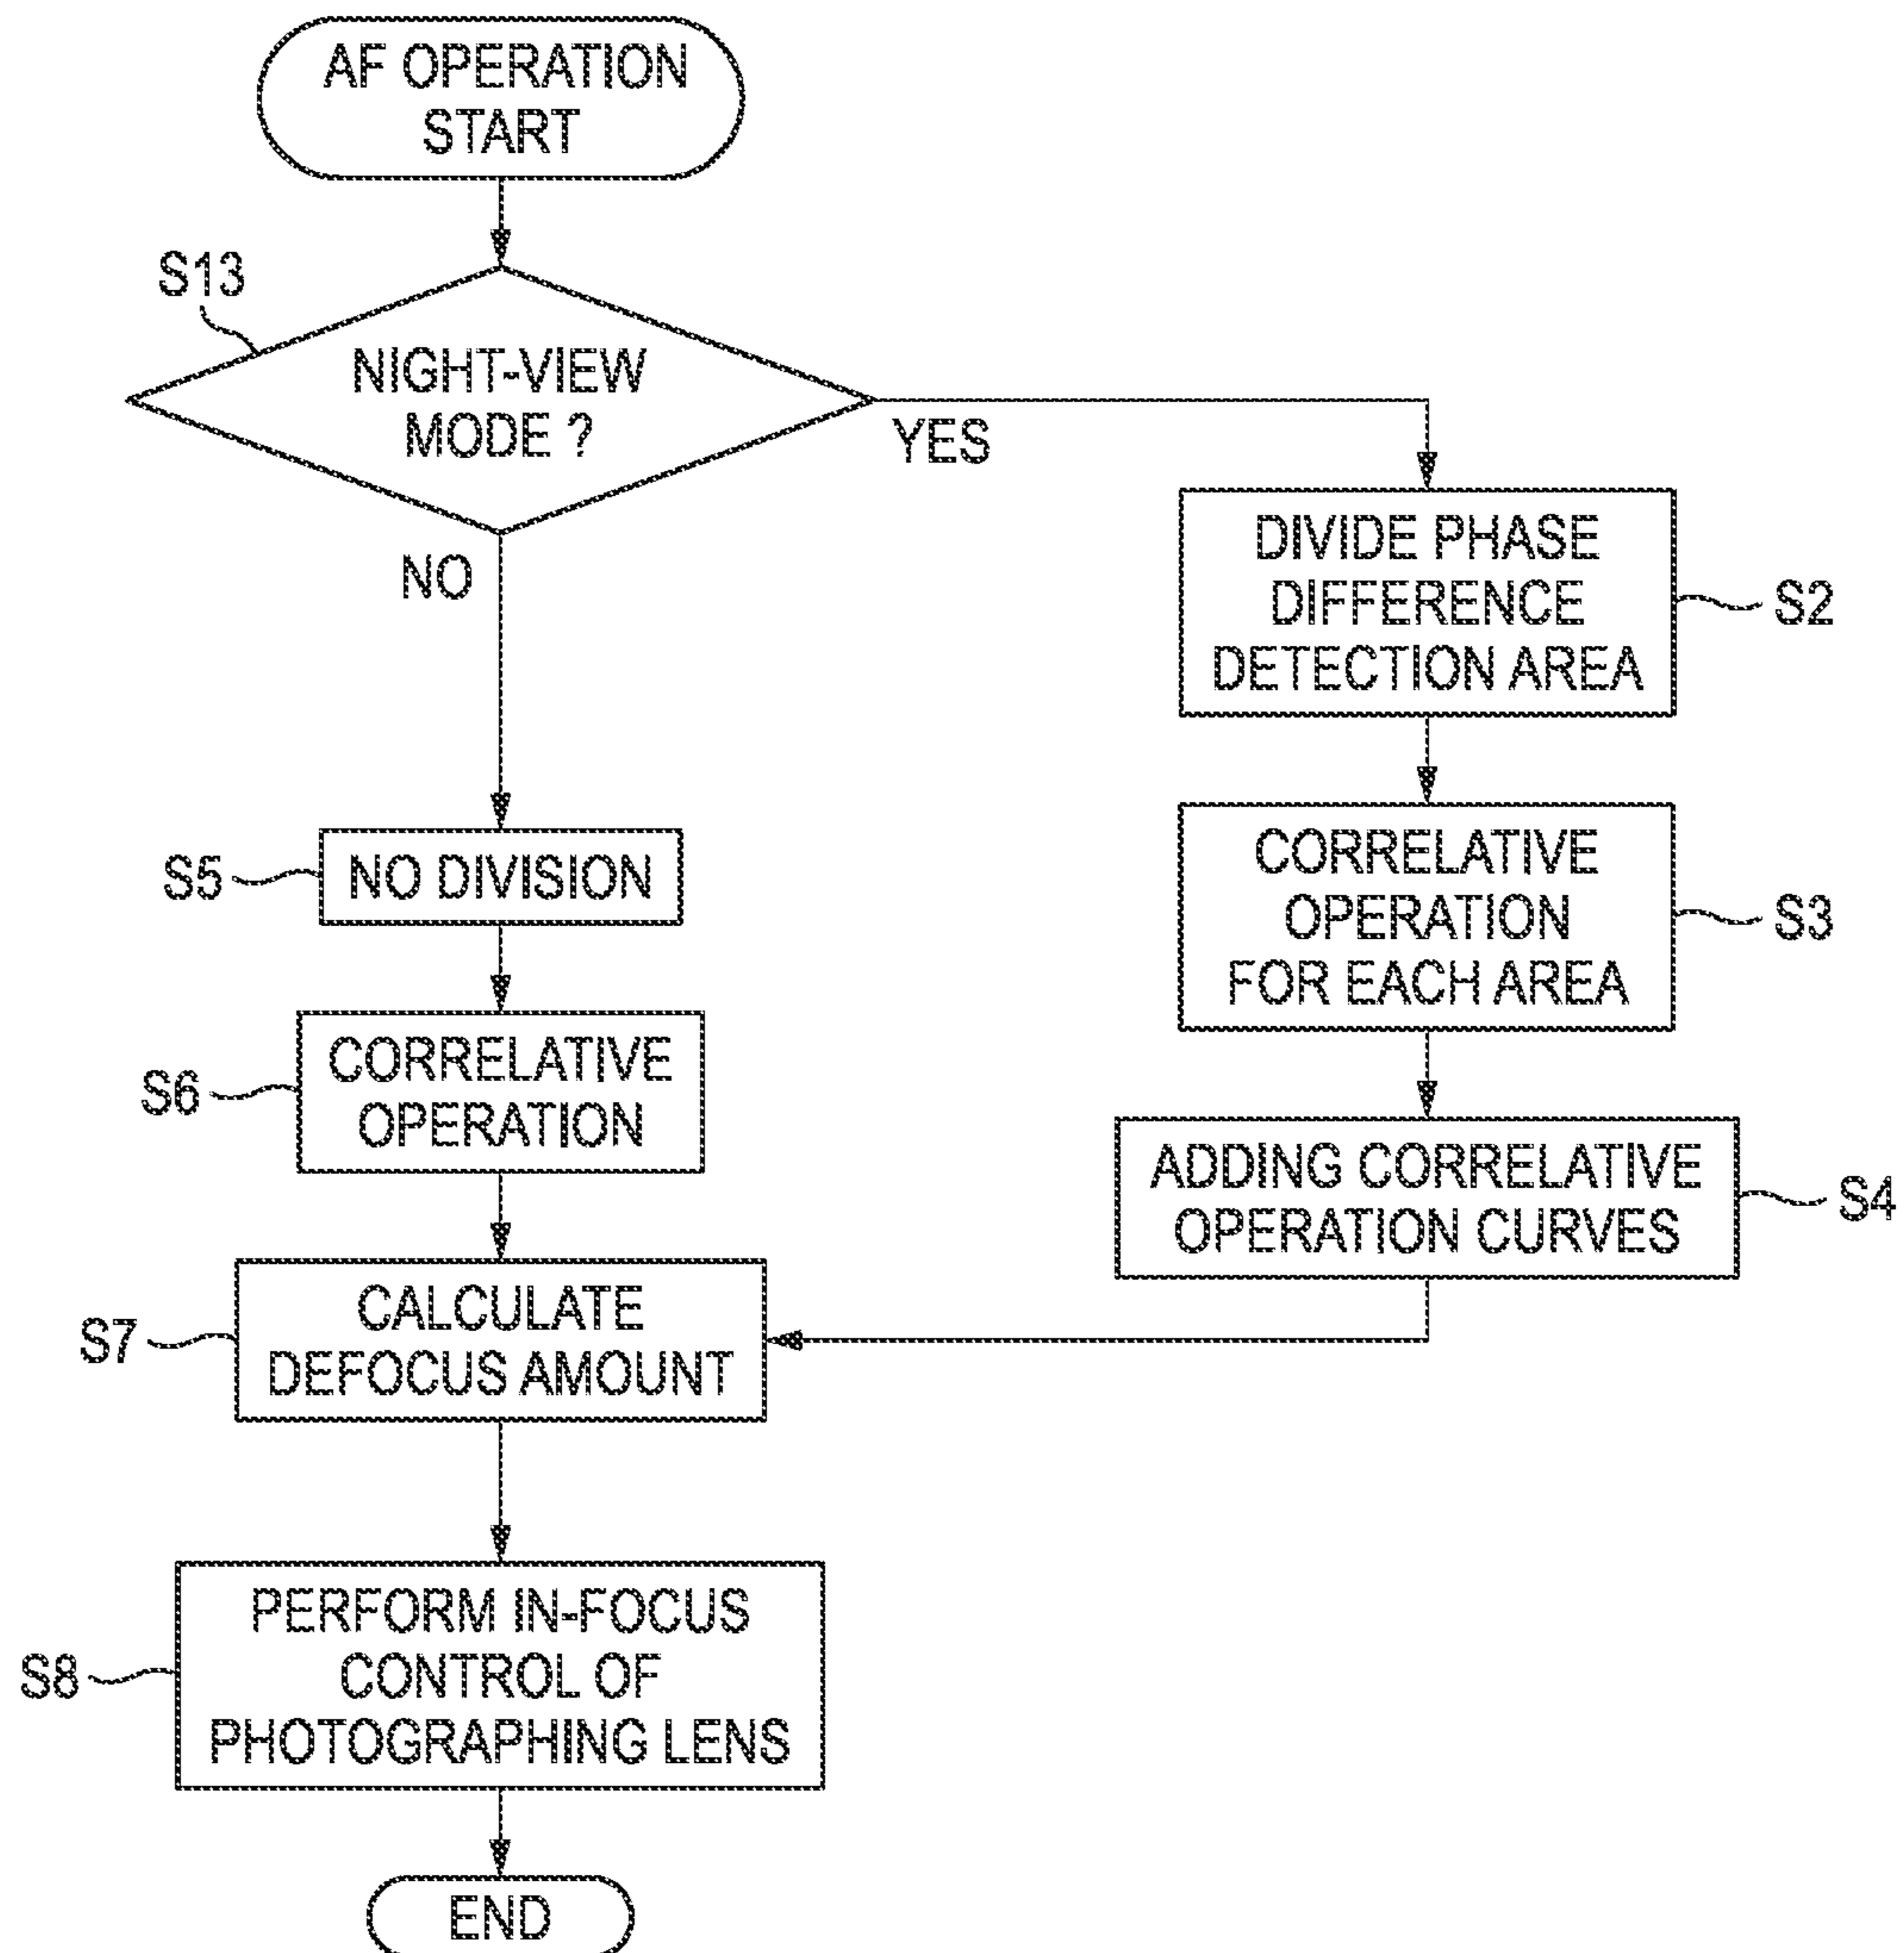 AF OPERATION
START
S13
NIGHT-VIEW
MODE ?
YES
NO
DIVIDE PHASE
DIFFERENCE
DETECTION AREA
S2
CORRELATIVE
OPERATION
FOR EACH AREA
S3
ADDING CORRELATIVE
OPERATION CURVES
S4
S5
NO DIVISION
S6
CORRELATIVE
OPERATION
S7
CALCULATE
DEFOCUS AMOUNT
S8
PERFORM IN-FOCUS
CONTROL OF
PHOTOGRAPHING LENS
END